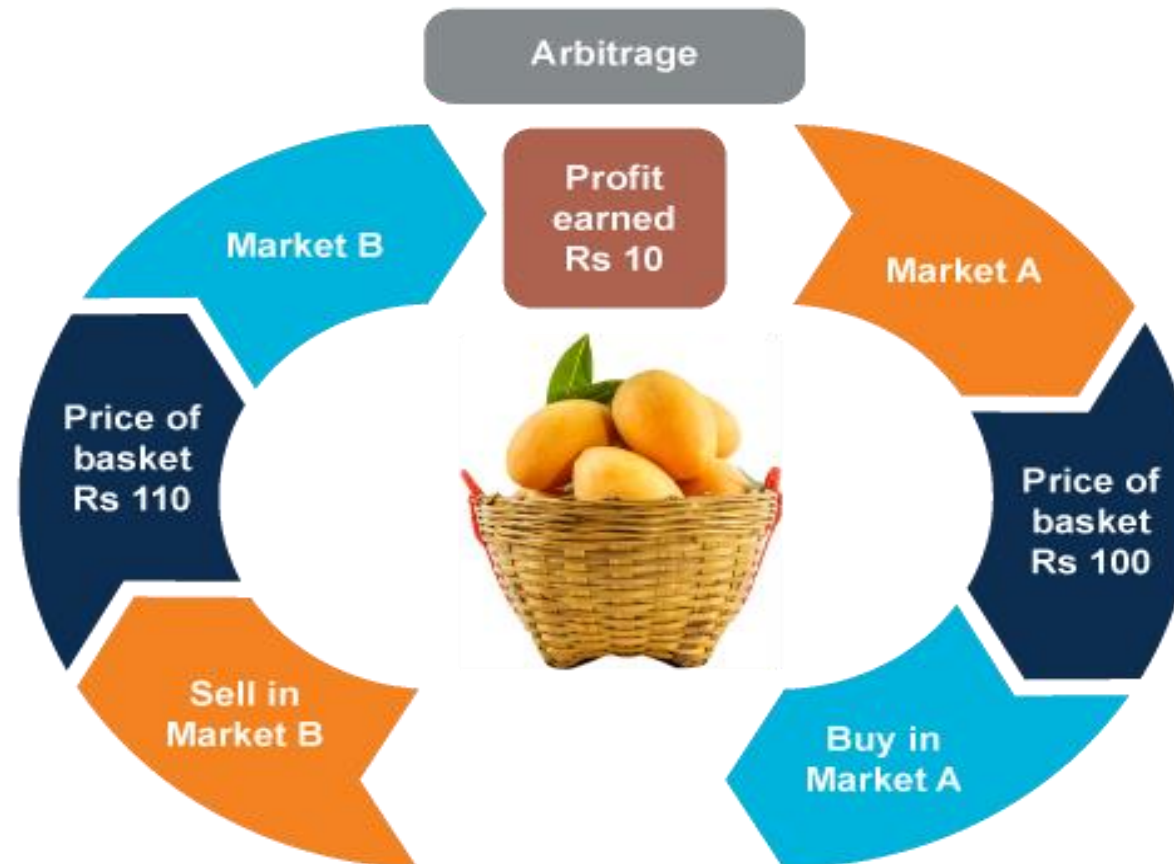 Arbitrage
Profit
earned
Rs 10
Market A
Price of
basket
Rs 100
Buy in
Market A
Sell in
Market B
Price of
basket
Rs 110
Market B